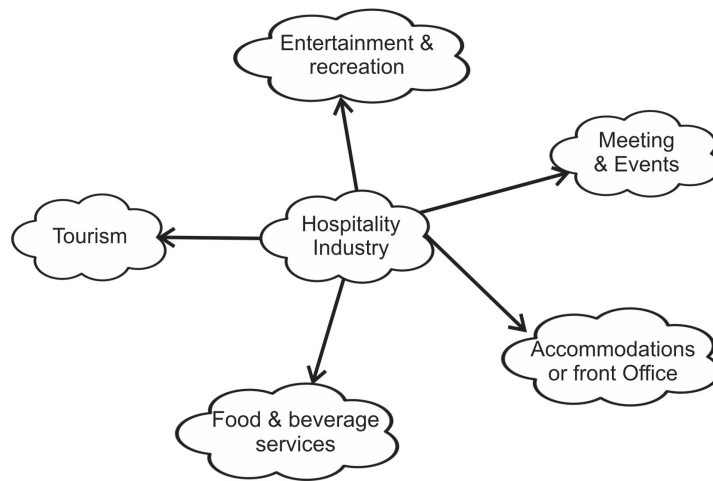 Entertainment &
recreation
Meeting
& Events
Tourism
Hospitality
Industry
Accommodations
or front Office
Food & beverage
services